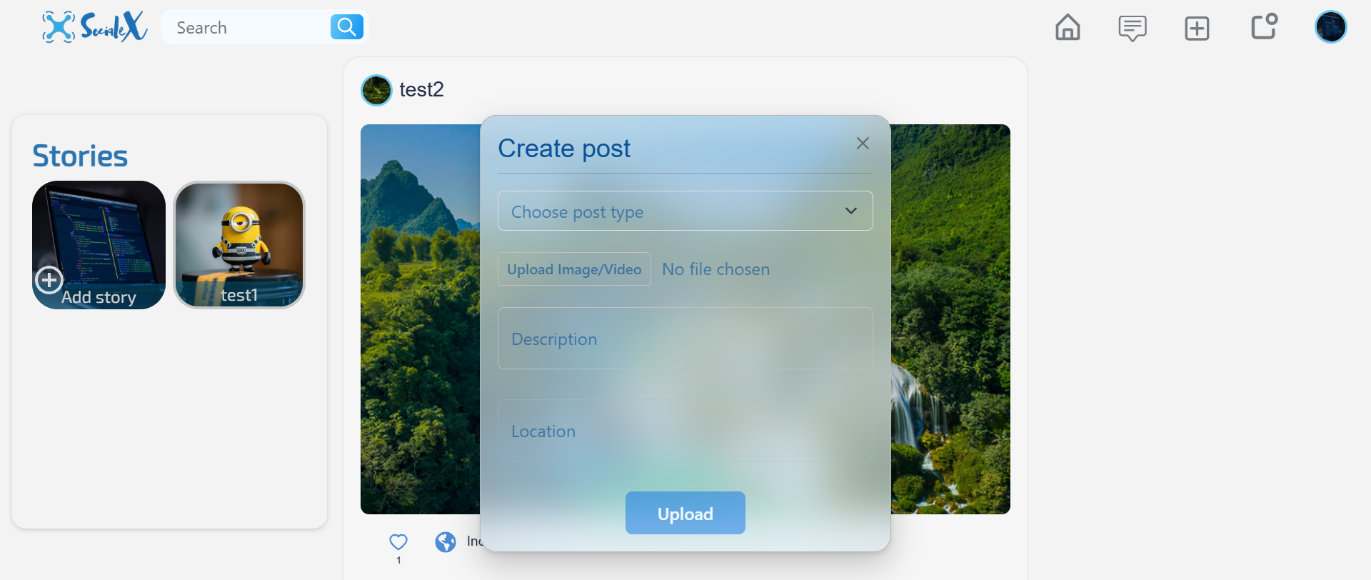 SocialeX
Search
test2
Stories
Add story
test1
Create post
Choose post type
Upload Image/Video No file chosen
Description
Location
Upload
1